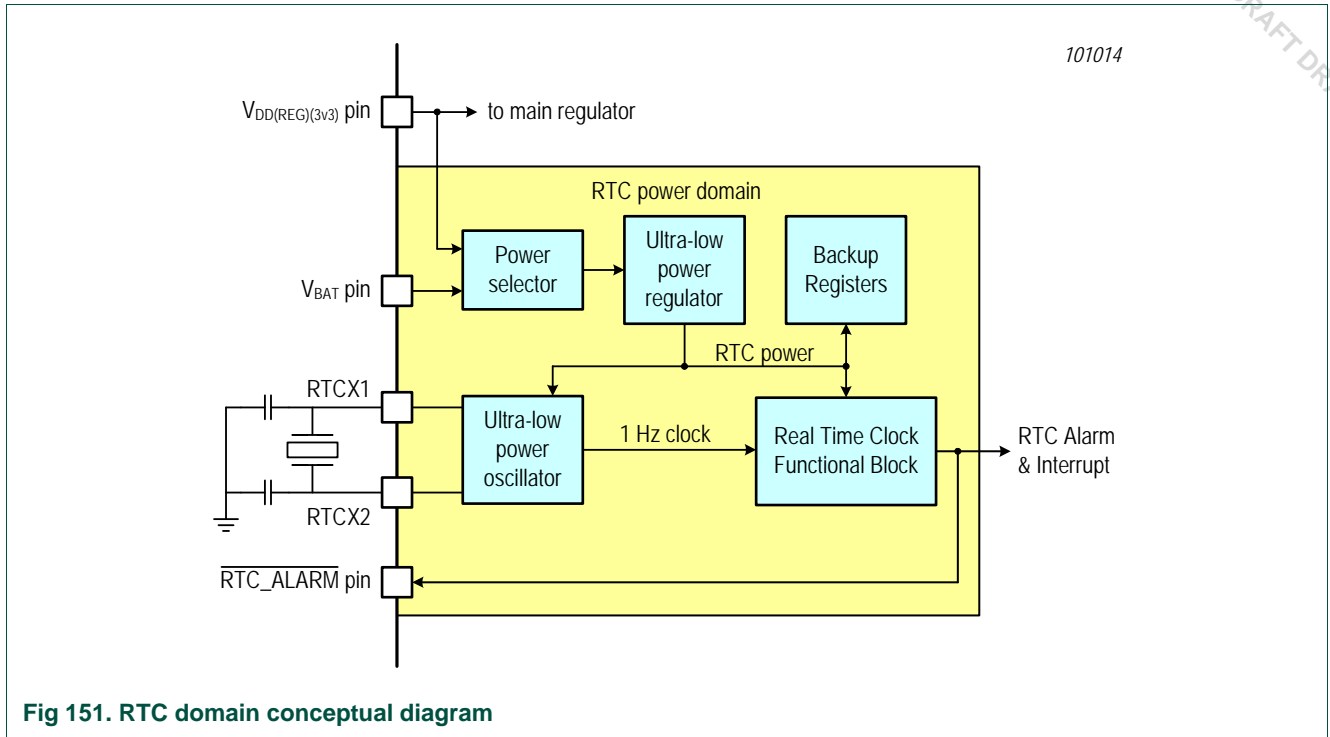 DRAFT DRA
101014
VDD(REG)(3v3) pin
to main regulator
RTC power domain
Power
selector
Ultra-low
power
regulator
Backup
Registers
VBAT pin
RTC power
RTCX1
Ultra-low
power
oscillator
1 Hz clock
Real Time Clock
Functional Block
RTC Alarm
& Interrupt
RTCX2
RTC_ALARM pin
Fig 151. RTC domain conceptual diagram